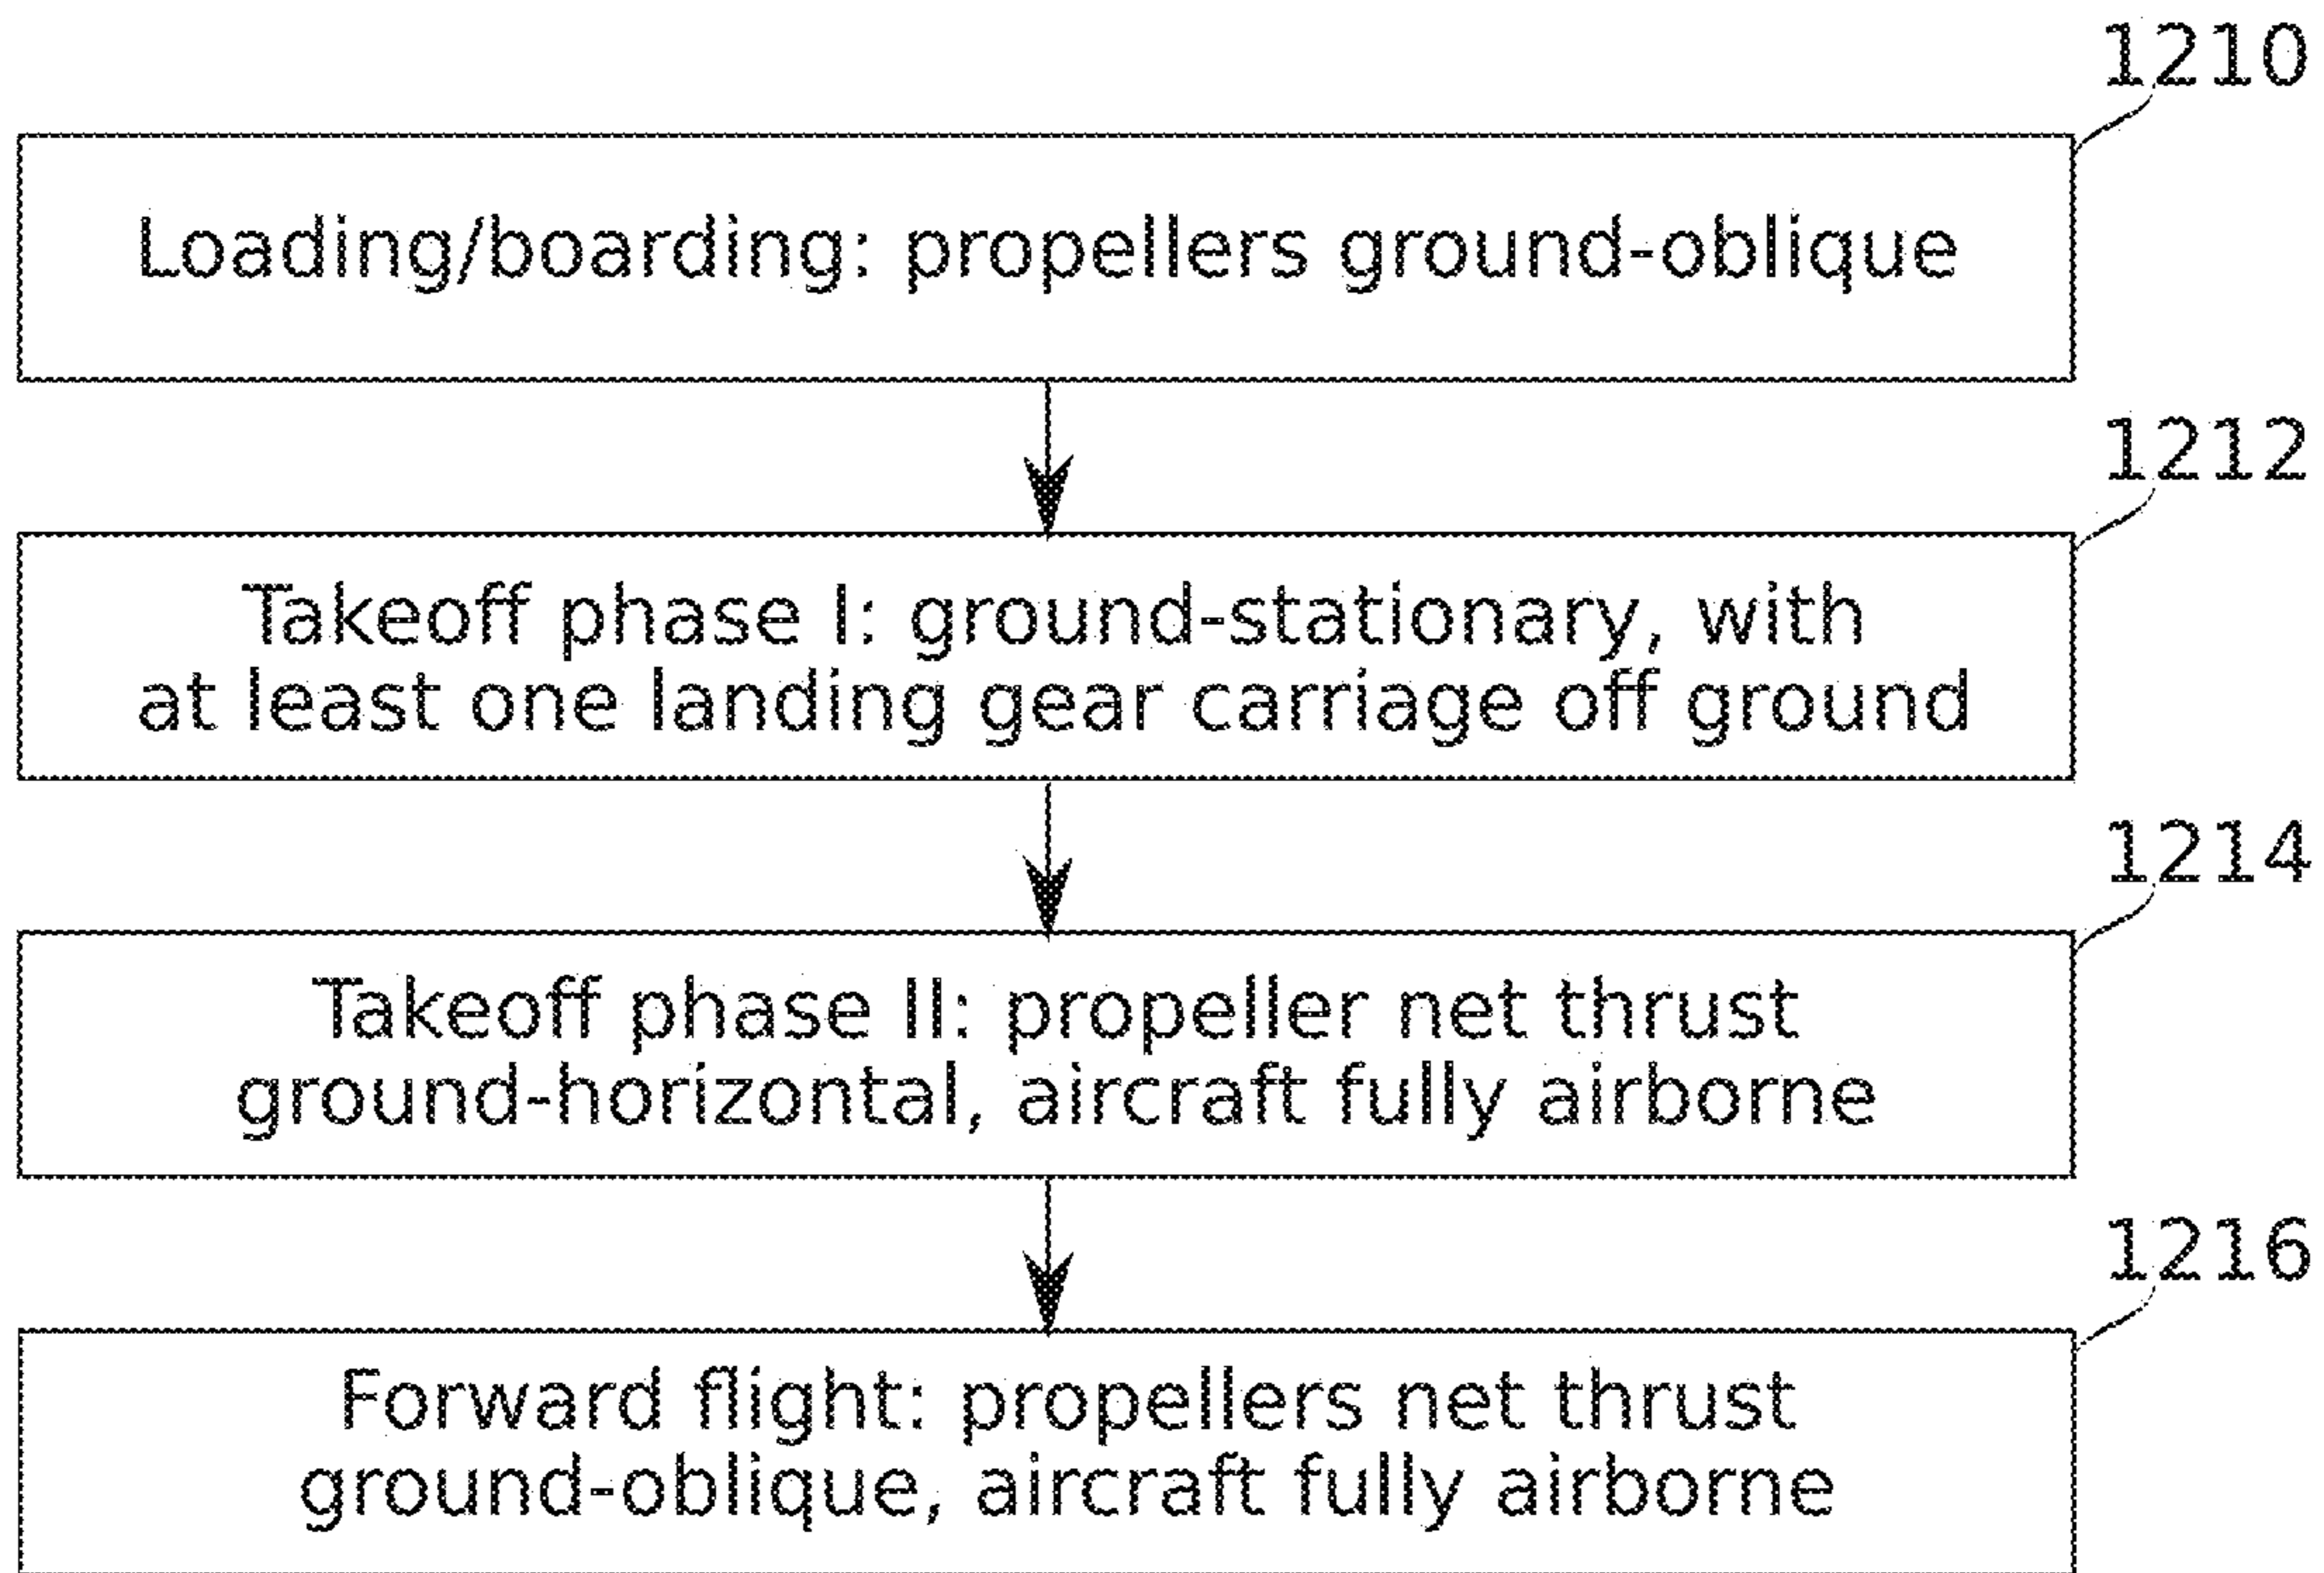 1210
Loading/boarding: propellers ground-oblique
1212
Takeoff phase I: ground-stationary, with
at least one landing gear carriage off ground
1214
Takeoff phase II: propeller net thrust
ground-horizontal, aircraft fully airborne
1216
Forward flight: propellers net thrust
ground-oblique, aircraft fully airborne